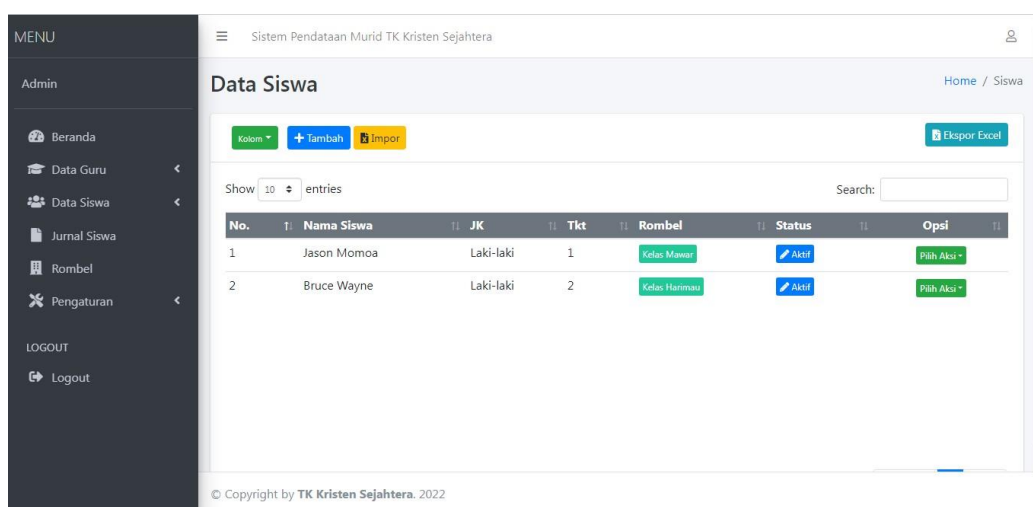 MENU
Sistem Pendataan Murid TK Kristen Sejahtera
Admin
Data Siswa
Home / Siswa
Beranda
Data Guru
Data Siswa
Jurnal Siswa
Rombel
Pengaturan
LOGOUT
Logout
Kolom
+ Tambah
Impor
Ekspor Excel
Show 10 entries
Search:
No. Nama Siswa JK Tkt Rombel Status Opsi
1 Jason Momoa Laki-laki 1 Kelas Mawar Aktif Pilih Aksi
2 Bruce Wayne Laki-laki 2 Kelas Harimau Aktif Pilih Aksi
© Copyright by TK Kristen Sejahtera. 2022